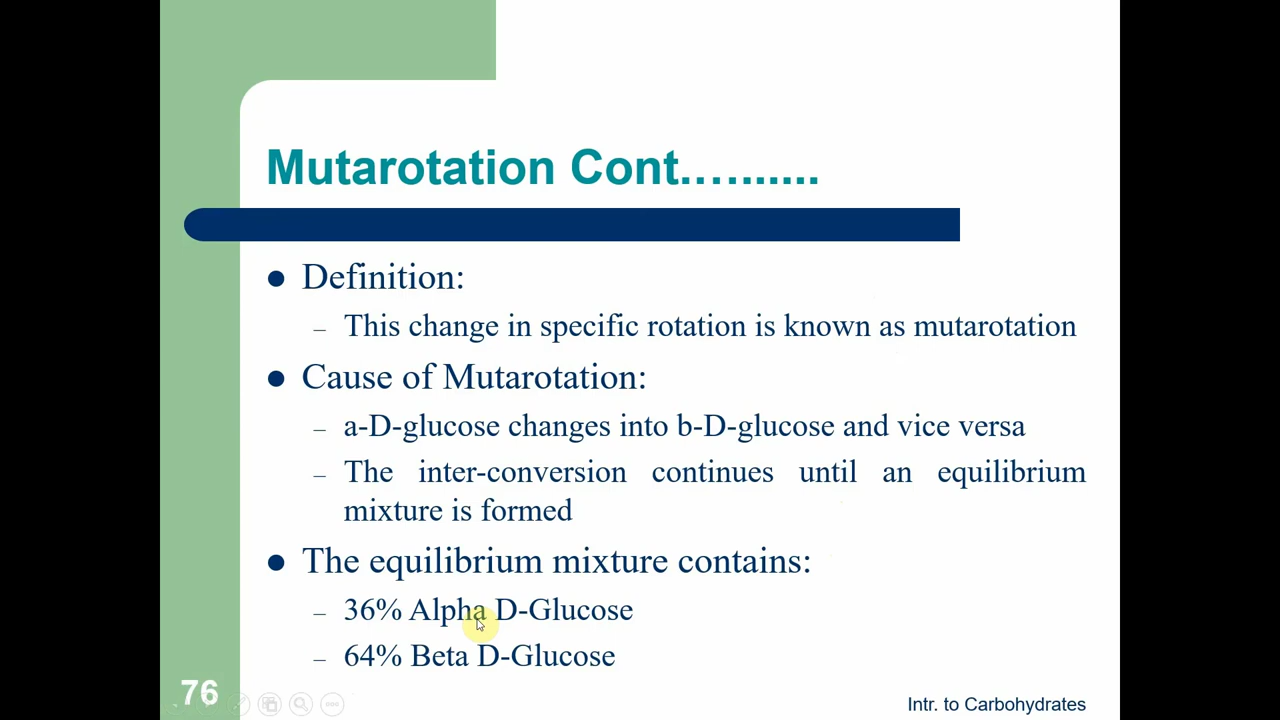 Mutarotation Cont...........
● Definition:
– This change in specific rotation is known as mutarotation
● Cause of Mutarotation:
– a-D-glucose changes into b-D-glucose and vice versa
– The inter-conversion continues until an equilibrium
mixture is formed
● The equilibrium mixture contains:
– 36% Alpha D-Glucose
– 64% Beta D-Glucose
76
Intr. to Carbohydrates